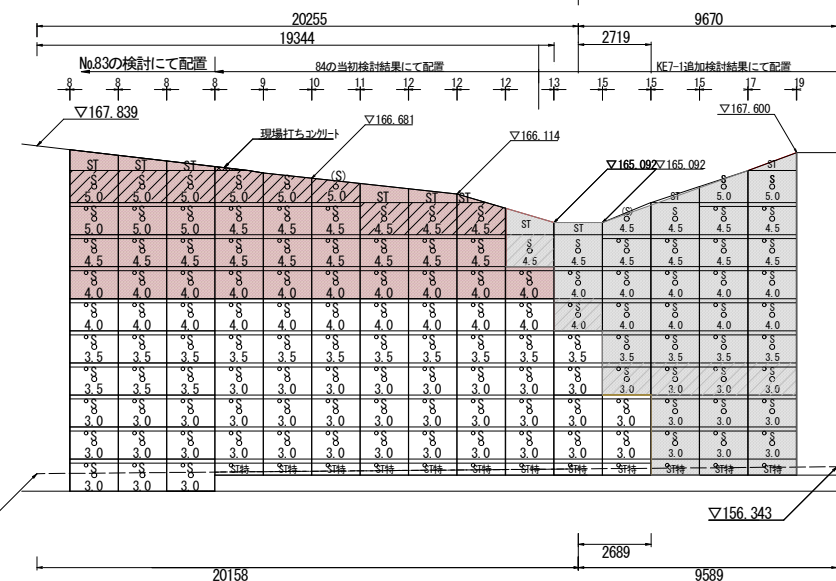 20255 9670
19344 2719
No.83の検討にて配置 84の当初検討結果にて配置 KE7-1追加検討結果にて配置
8 8 8 8 9 10 11 12 12 12 13 15 15 15 17 19
▽167.839 ▽166.681 ▽167.600
現場打ちコンクリート ▽166.114
▽165.092 ▽165.092
ST ST ST (S) ST
S S S S S S ST ST ST ST S S
5.0 5.0 5.0 5.0 5.0 5.0 5.0 5.0
S S S S S S S S S ST ST (S) S S S
5.0 5.0 5.0 4.5 4.5 4.5 4.5 4.5 4.5 4.5 4.5 4.5 4.5
S S S S S S S S S S S S S S S
4.5 4.5 4.5 4.5 4.5 4.5 4.5 4.5 4.5 4.5 4.5 4.5 4.5 4.5 4.5
S S S S S S S S S S S S S S S
4.0 4.0 4.0 4.0 4.0 4.0 4.0 4.0 4.0 4.0 4.0 4.0 4.0 4.0 4.0
S S S S S S S S S S S S S S S
4.0 4.0 4.0 4.0 4.0 4.0 4.0 4.0 4.0 4.0 4.0 4.0 4.0 4.0 4.0
S S S S S S S S S S S S S S S
3.5 3.5 3.5 3.5 3.5 3.5 3.5 3.5 3.5 3.5 3.5 3.5 3.5 3.5 3.5
S S S S S S S S S S S S S S S
3.5 3.5 3.5 3.0 3.0 3.0 3.0 3.0 3.0 3.0 3.0 3.0 3.0 3.0 3.0
S S S S S S S S S S S S S S S
3.0 3.0 3.0 3.0 3.0 3.0 3.0 3.0 3.0 3.0 3.0 3.0 3.0 3.0 3.0
S S S S S S S S S S S S S S S
3.0 3.0 3.0 3.0 3.0 3.0 3.0 3.0 3.0 3.0 3.0 3.0 3.0 3.0 3.0
S S S ST特 ST特 ST特 ST特 ST特 ST特 ST特 ST特 ST特 ST特 ST特 ST特
3.0 3.0 3.0
▽156.343
2689
20158 9589